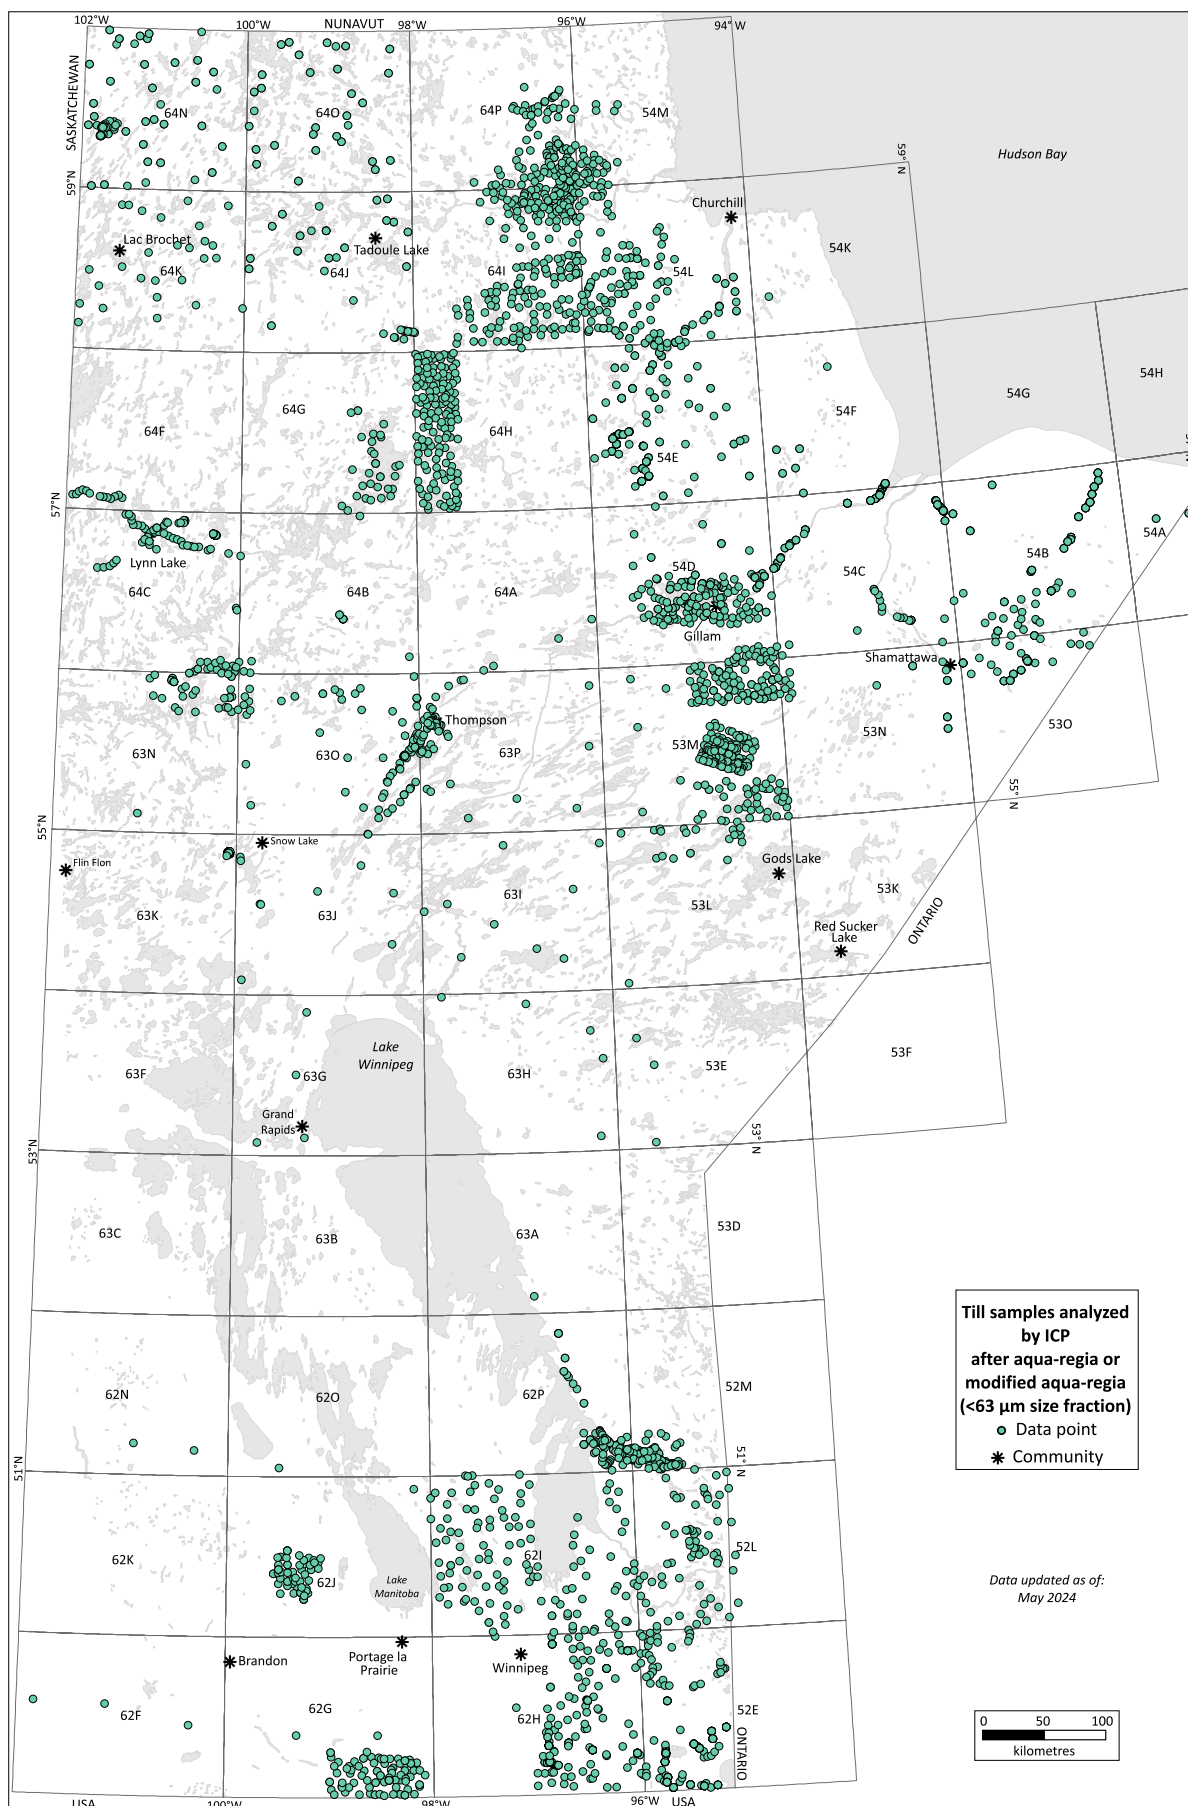 102°W
100°W
NUNAVUT
98°W
96°W
94° W
SASKATCHEWAN
64N
64O
64P
54M
Hudson Bay
59°N
59° N
Churchill
Lac Brochet
Tadoule Lake
64K
64J
64I
54L
54K
54H
54G
64G
64F
64H
54F
54E
57°N
54B
54A
Lynn Lake
54D
54C
64C
64B
64A
Gillam
Shamattawa
Thompson
63N
63O
63P
53M
53N
53O
55° N
55°N
Snow Lake
Flin Flon
Gods Lake
63K
63J
63I
53L
53K
Red Sucker
Lake
ONTARIO
Lake
Winnipeg
63F
63G
63H
53E
53F
Grand
Rapids
53°N
53° N
63C
63B
63A
53D
Till samples analyzed
by ICP
after aqua-regia or
modified aqua-regia
(<63 µm size fraction)
Data point
Community
62N
62O
62P
52M
51°N
51° N
62K
62J
62I
52L
Lake
Manitoba
Data updated as of:
May 2024
Brandon
Portage la
Prairie
Winnipeg
62F
62G
62H
52E
ONTARIO
0 50 100
kilometres
USA
100°W
98°W
96°W
USA